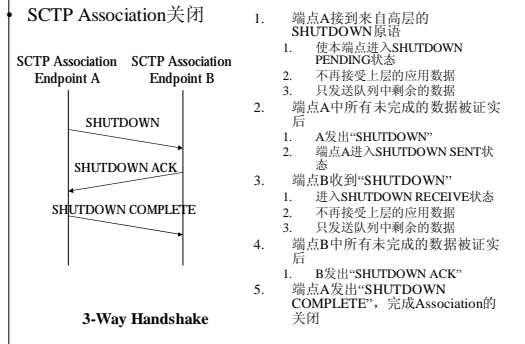 • SCTP Association关闭
SCTP Association
Endpoint A
SCTP Association
Endpoint B
SHUTDOWN
SHUTDOWN ACK
SHUTDOWN COMPLETE
3-Way Handshake
1. 端点A接到来自高层的
SHUTDOWN原语
1. 使本端点进入SHUTDOWN
PENDING状态
2. 不再接受上层的应用数据
3. 只发送队列中剩余的数据
2. 端点A中所有未完成的数据被证实
后
1. A发出“SHUTDOWN”
2. 端点A进入SHUTDOWN SENT状
态
3. 端点B收到“SHUTDOWN”
1. 进入SHUTDOWN RECEIVE状态
2. 不再接受上层的应用数据
3. 只发送队列中剩余的数据
4. 端点B中所有未完成的数据被证实
后
1. B发出“SHUTDOWN ACK”
5. 端点A发出“SHUTDOWN
COMPLETE”，完成Association的
关闭